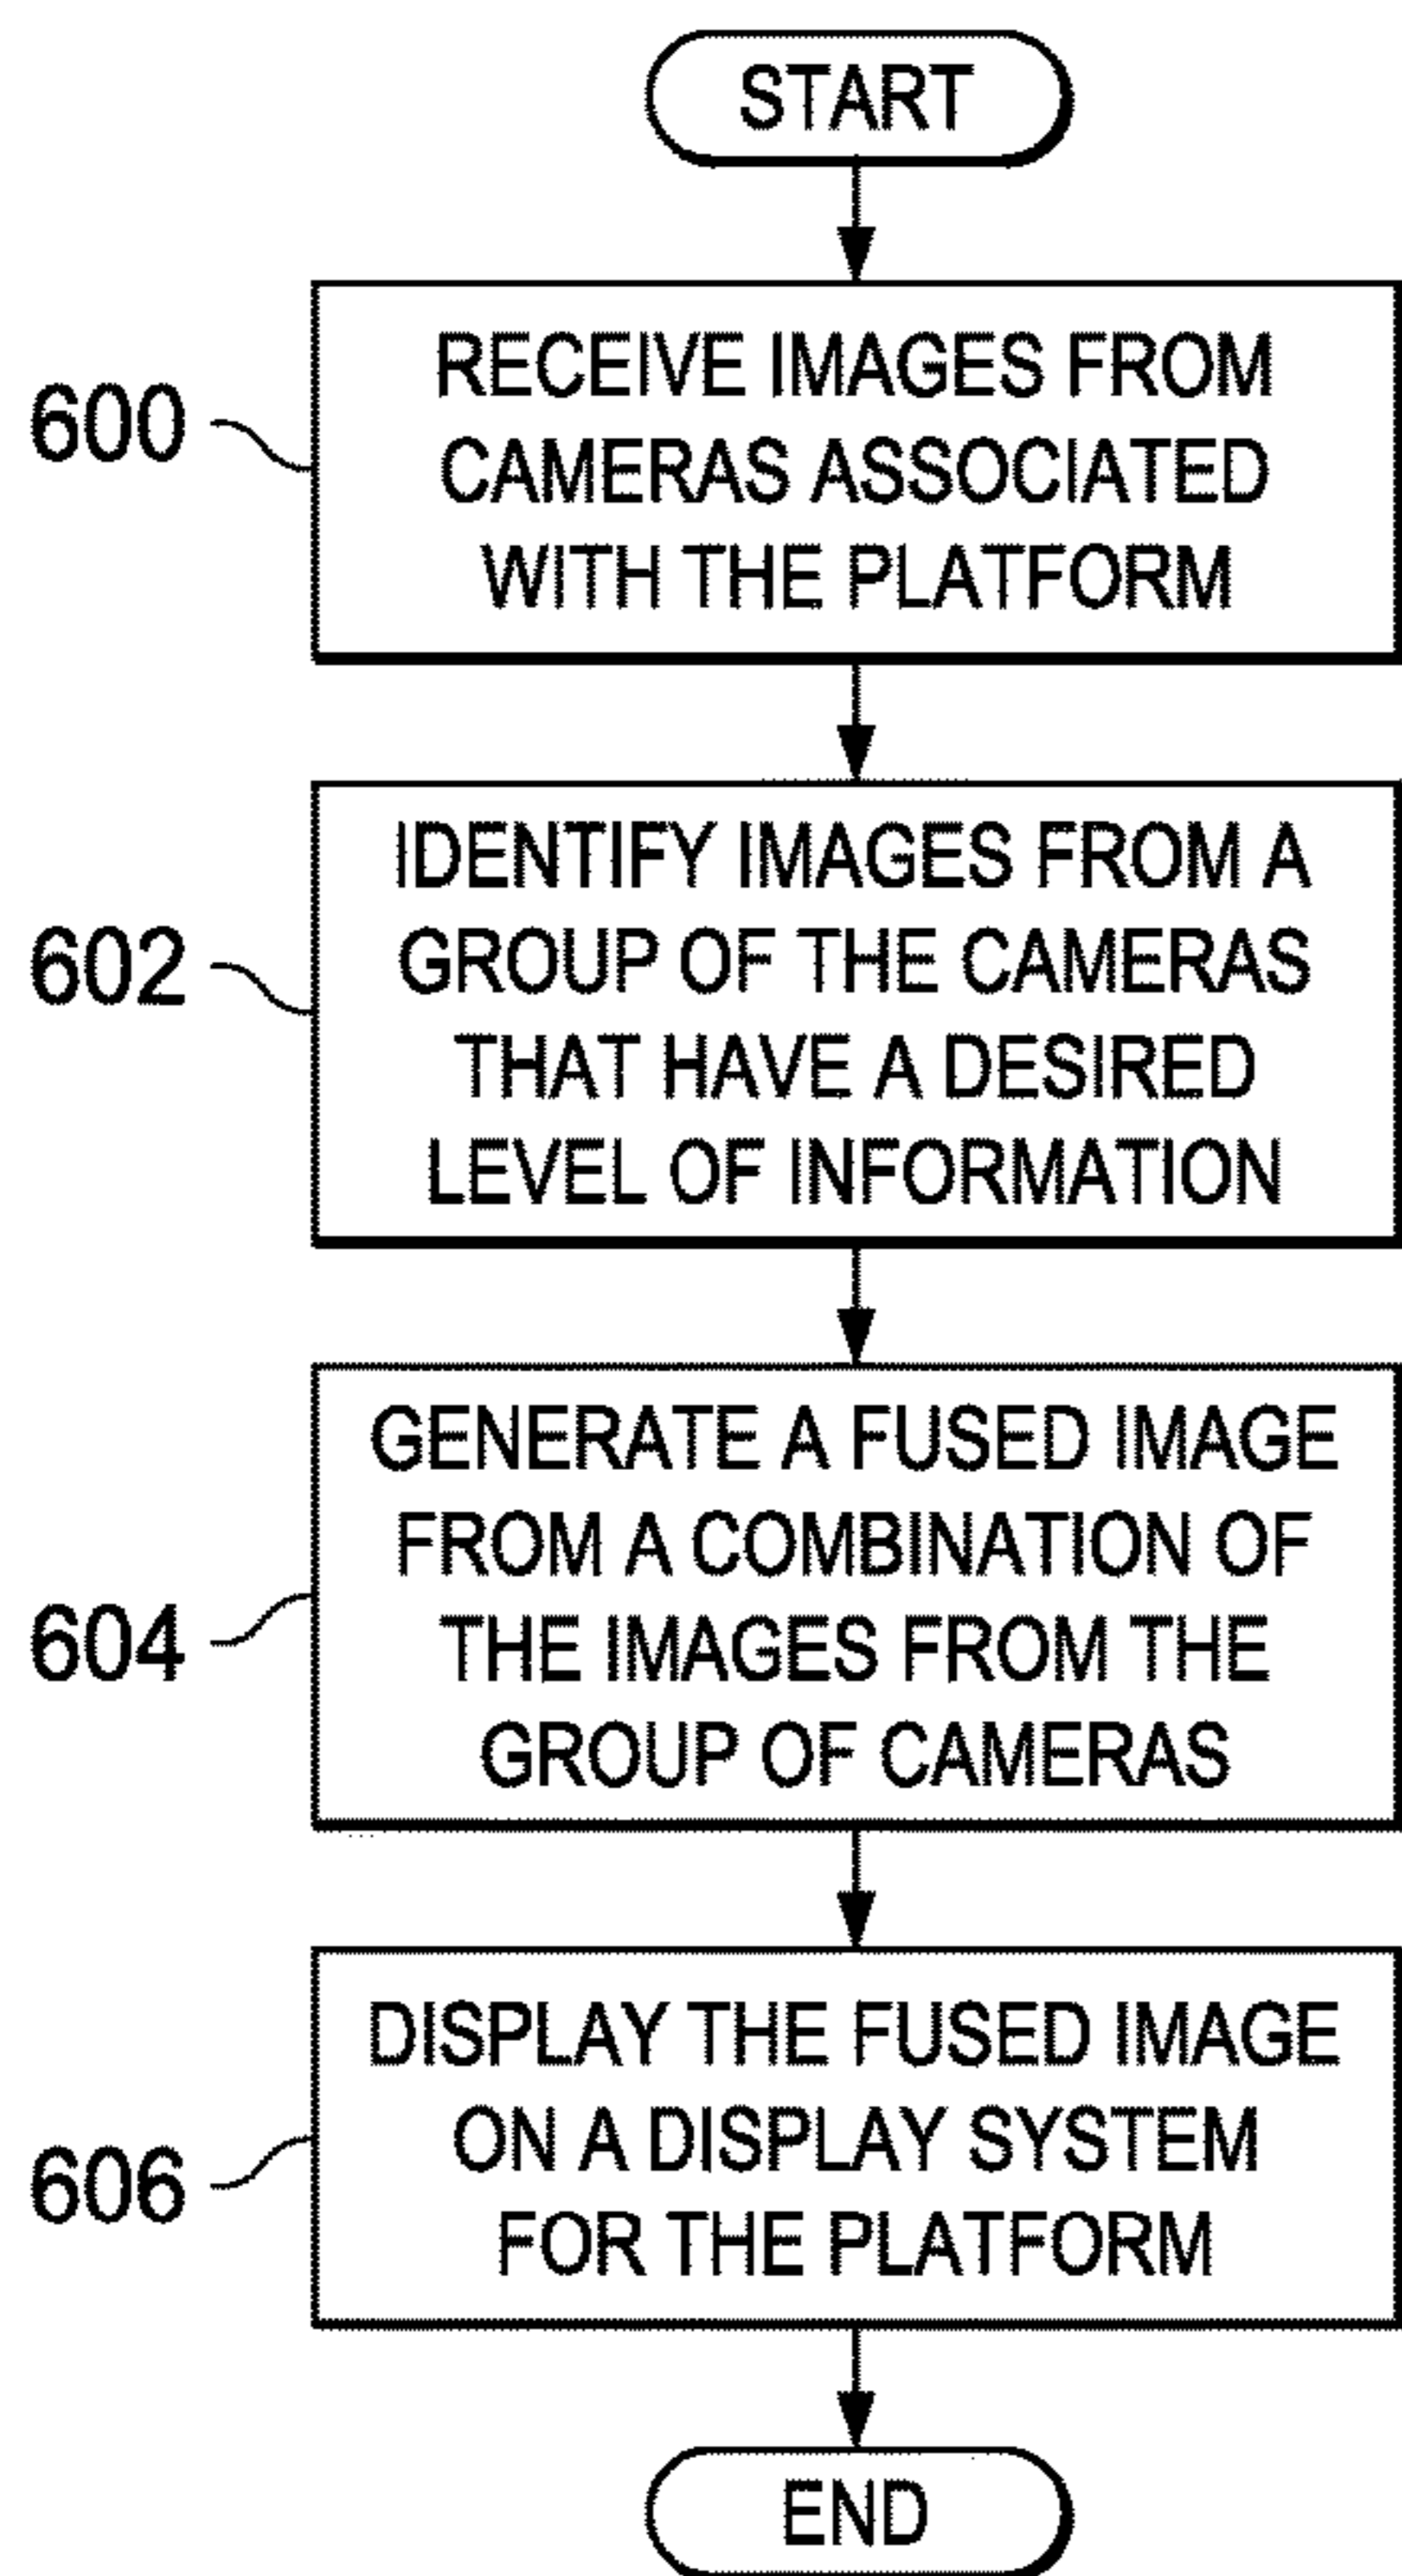 START
600
RECEIVE IMAGES FROM
CAMERAS ASSOCIATED
WITH THE PLATFORM
602
IDENTIFY IMAGES FROM A
GROUP OF THE CAMERAS
THAT HAVE A DESIRED
LEVEL OF INFORMATION
604
GENERATE A FUSED IMAGE
FROM A COMBINATION OF
THE IMAGES FROM THE
GROUP OF CAMERAS
606
DISPLAY THE FUSED IMAGE
ON A DISPLAY SYSTEM
FOR THE PLATFORM
END